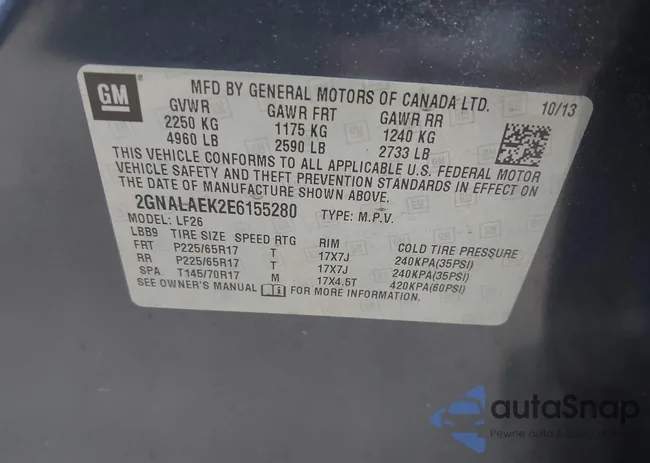 GM
MFD BY GENERAL MOTORS OF CANADA LTD.
10/13
GVWR GAWR FRT GAWR RR
2250 KG 1175 KG 1240 KG
4960 LB 2590 LB 2733 LB
THIS VEHICLE CONFORMS TO ALL APPLICABLE U.S. FEDERAL MOTOR
VEHICLE SAFETY AND THEFT PREVENTION STANDARDS IN EFFECT ON
THE DATE OF MANUFACTURE SHOWN ABOVE.
2GNALAEK2E6155280 TYPE: M.P.V.
MODEL: LF26
LBB9 TIRE SIZE SPEED RTG RIM COLD TIRE PRESSURE
FRT P225/65R17 T 17X7J 240KPA(35PSI)
RR P225/65R17 T 17X7J 240KPA(35PSI)
SPA T145/70R17 M 17X4.5T 420KPA(60PSI)
SEE OWNER'S MANUAL FOR MORE INFORMATION.
autaSnap
Pewne auto z